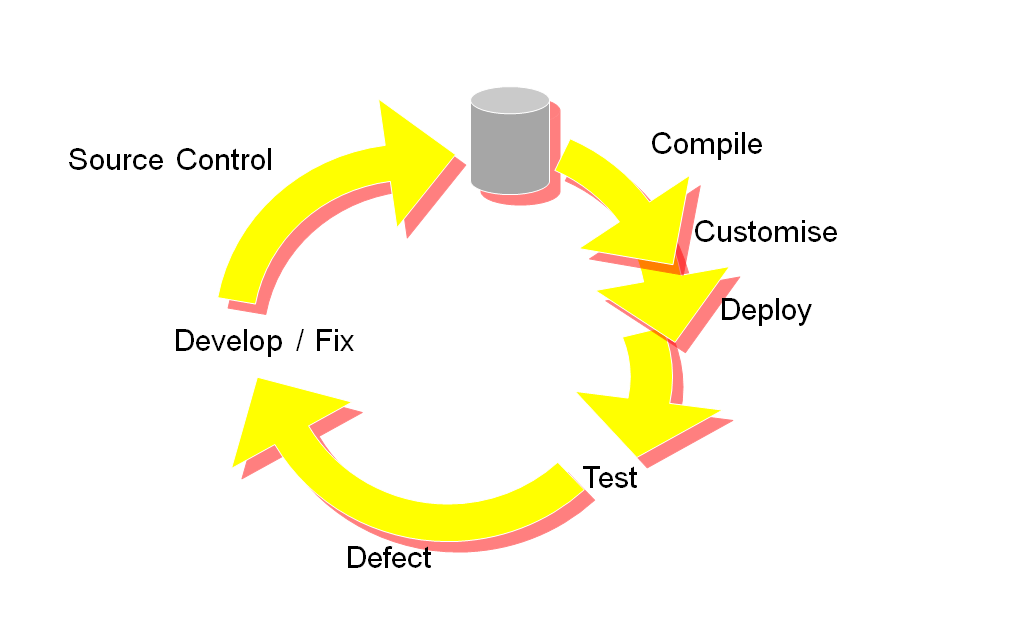 Source Control
Compile
Customise
Deploy
Develop / Fix
Test
Defect